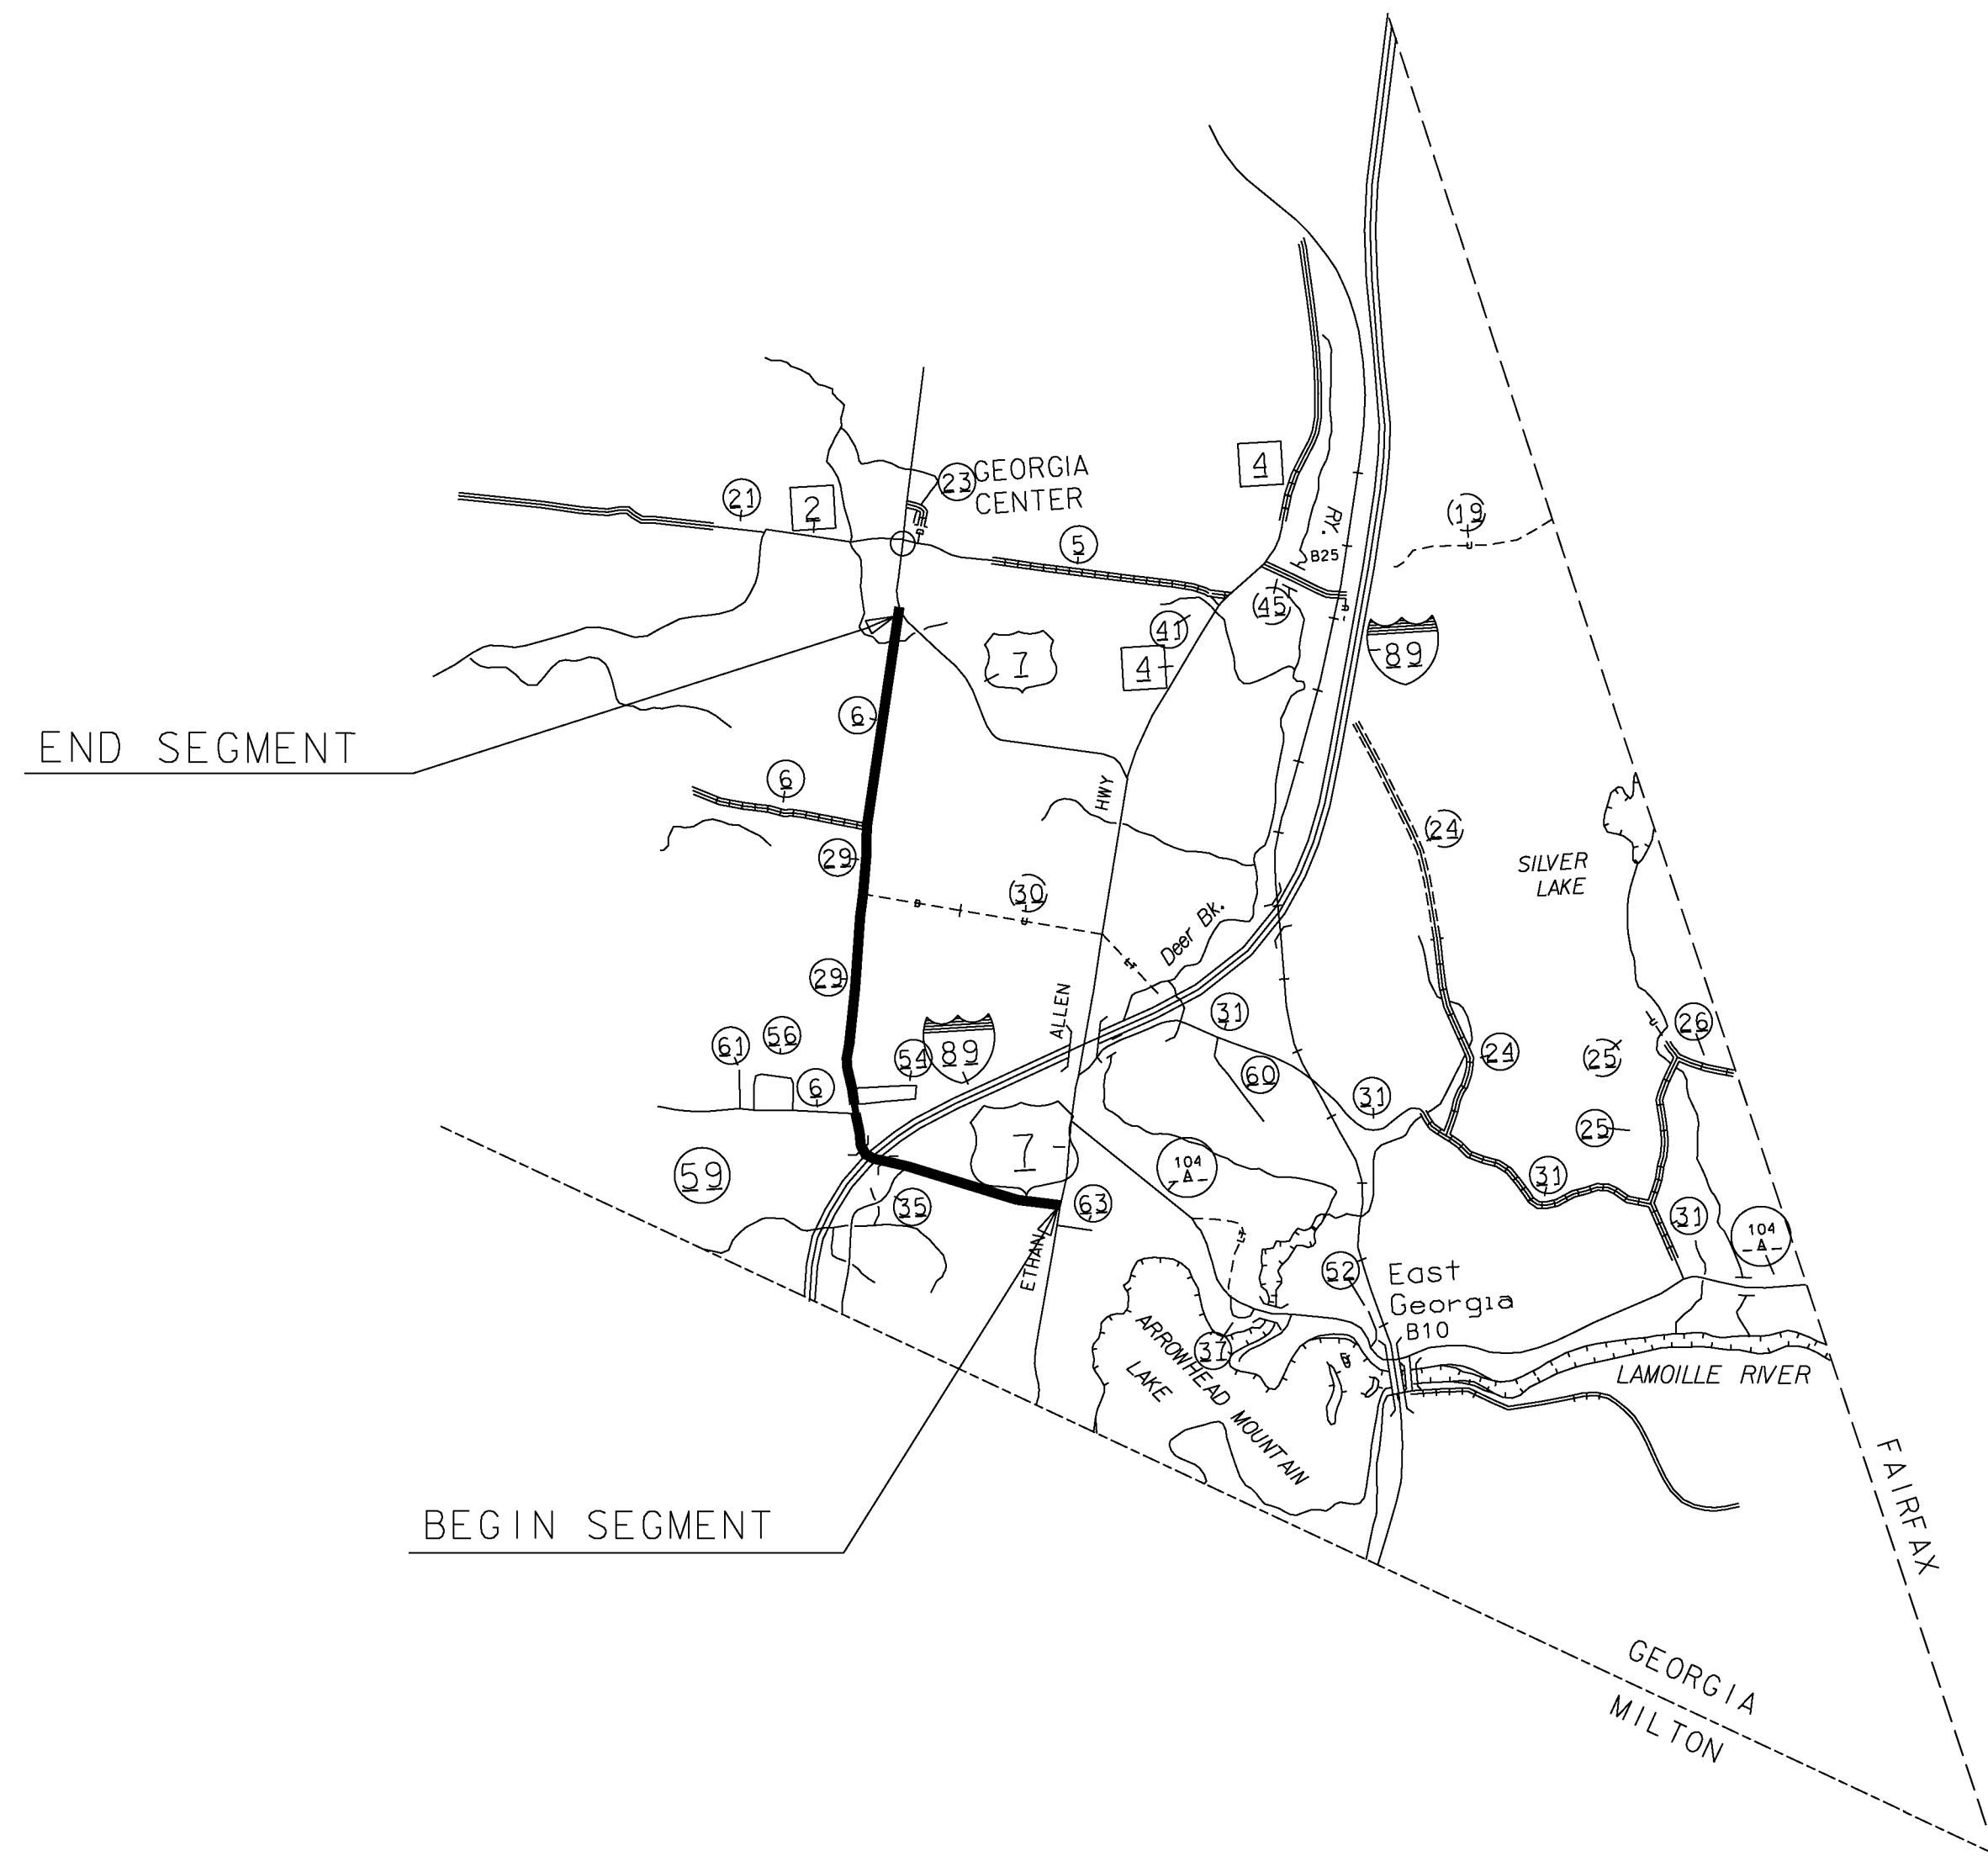 4
23
GEORGIA
CENTER
21
2
RY.
19
5
B25
45
41
89
7
4
6
END SEGMENT
6
HWY
24
29
SILVER
LAKE
30
Deer Bk.
29
ALLEN
31
26
56
61
54
89
24
25
6
60
31
25
7
104
A
59
31
35
63
31
104
A
ETHAN
52
East
Georgia
B10
37
ARROWHEAD MOUNTAIN
LAKE
LAMOILLE RIVER
BEGIN SEGMENT
FAIRFAX
GEORGIA
MILTON